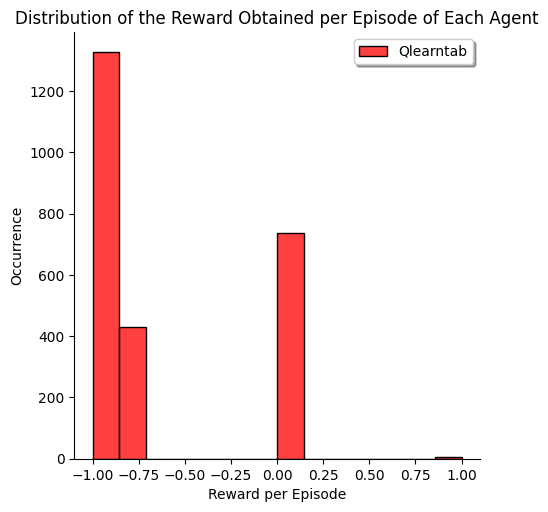 Distribution of the Reward Obtained per Episode of Each Agent
Qlearntab
1200
1000
800
600
400
200
0
Occurrence
−1.00 −0.75 −0.50 −0.25 0.00 0.25 0.50 0.75 1.00
Reward per Episode